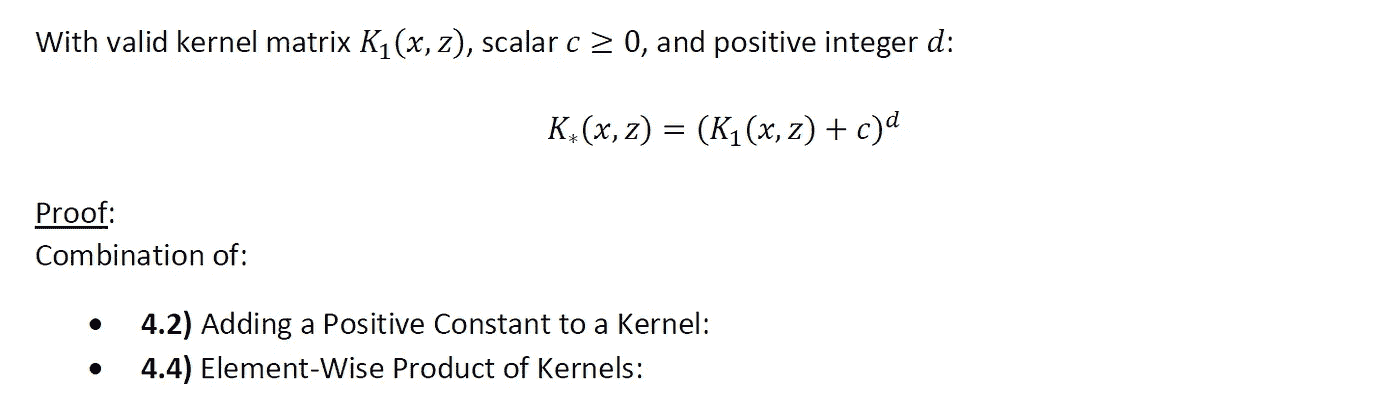 With valid kernel matrix K₁(x, z), scalar c ≥ 0, and positive integer d:
K∗(x, z) = (K₁(x, z) + c)ᵈ
Proof:
Combination of:
• 4.2) Adding a Positive Constant to a Kernel:
• 4.4) Element-Wise Product of Kernels: